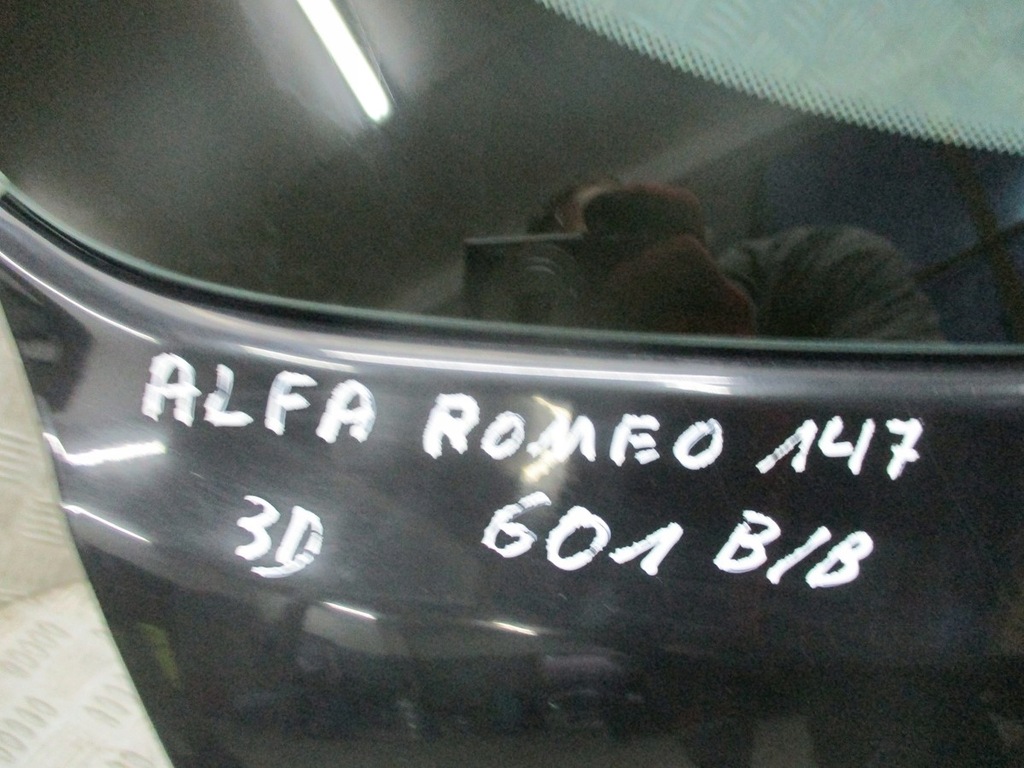 ALFA ROMEO 147
3D 601 B/B